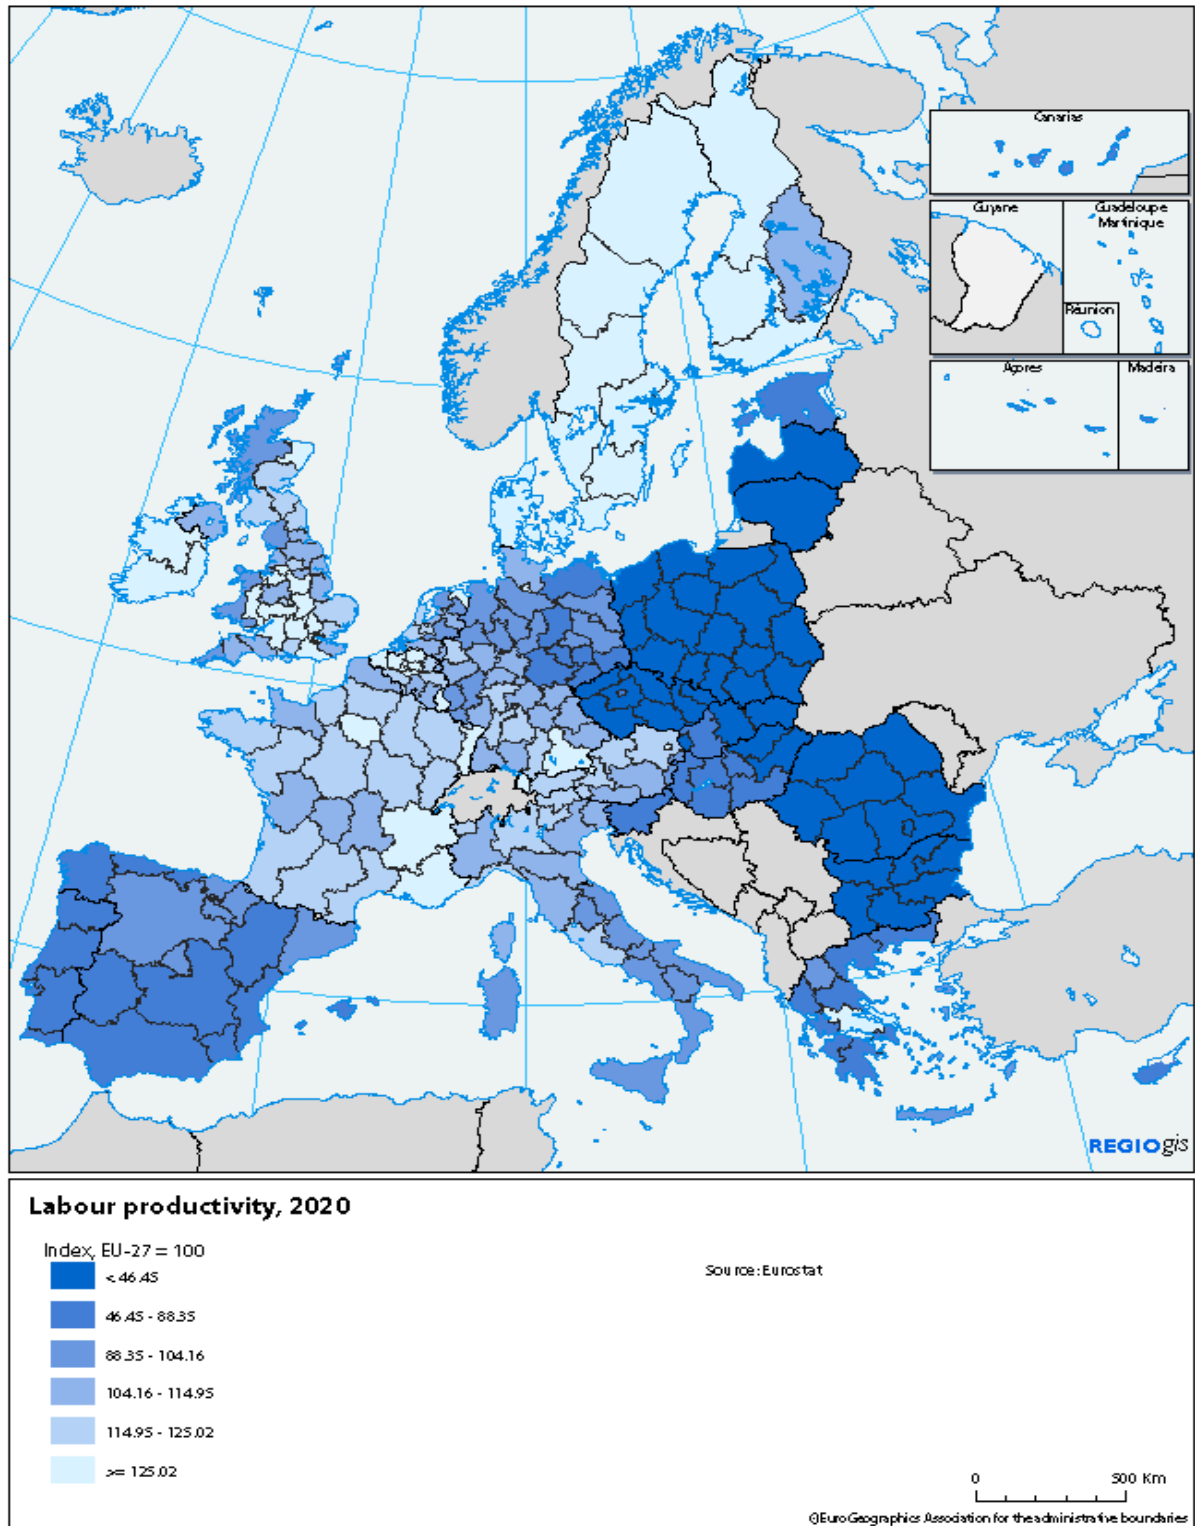 Canarias
Guyane
Guadeloupe
Martinique
Réunion
Açores
Madeira
REGIOgis
Labour productivity, 2020
Index, EU-27 = 100
< 46.45
46.45 - 88.35
88.35 - 104.16
104.16 - 114.95
114.95 - 125.02
>= 125.02
Source: Eurostat
0 500 Km
© EuroGeographics Association for the administrative boundaries